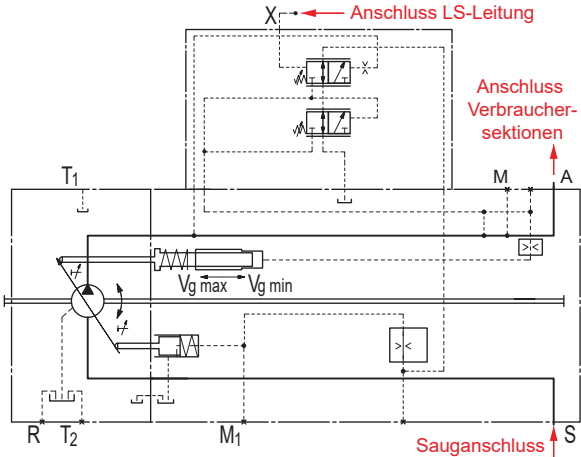 X
Anschluss LS-Leitung
Anschluss
Verbraucher-
sektionen
T1
M
A
Vg max
Vg min
R
T2
M1
S
Sauganschluss